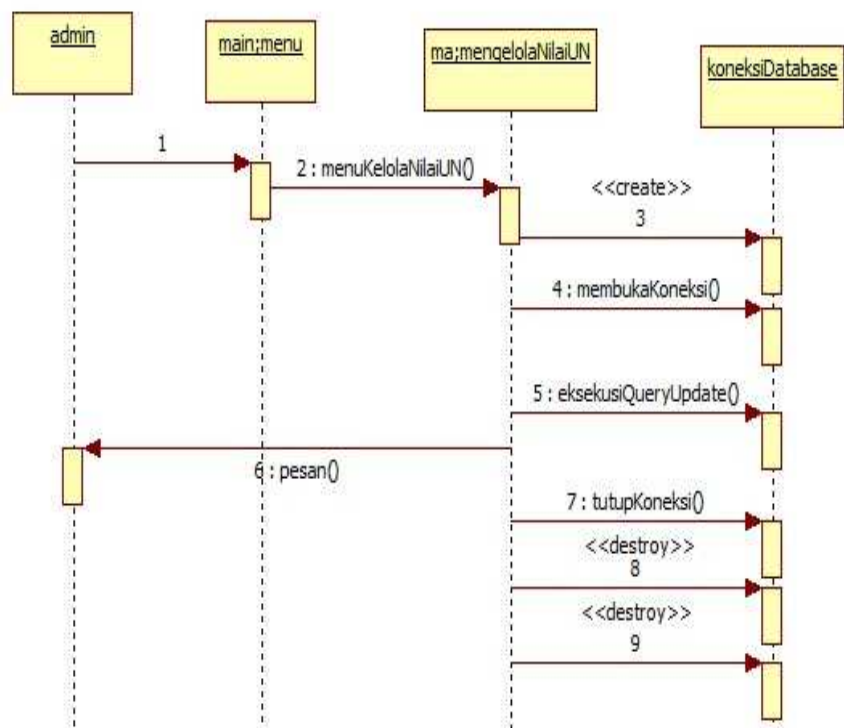 admin
main;menu
ma;mengelolaNilaiUN
koneksiDatabase
1
2 : menuKelolaNilaiUN()
<<create>>
3
4 : membukaKoneksi()
5 : eksekusiQueryUpdate()
6 : pesan()
7 : tutupKoneksi()
<<destroy>>
8
<<destroy>>
9